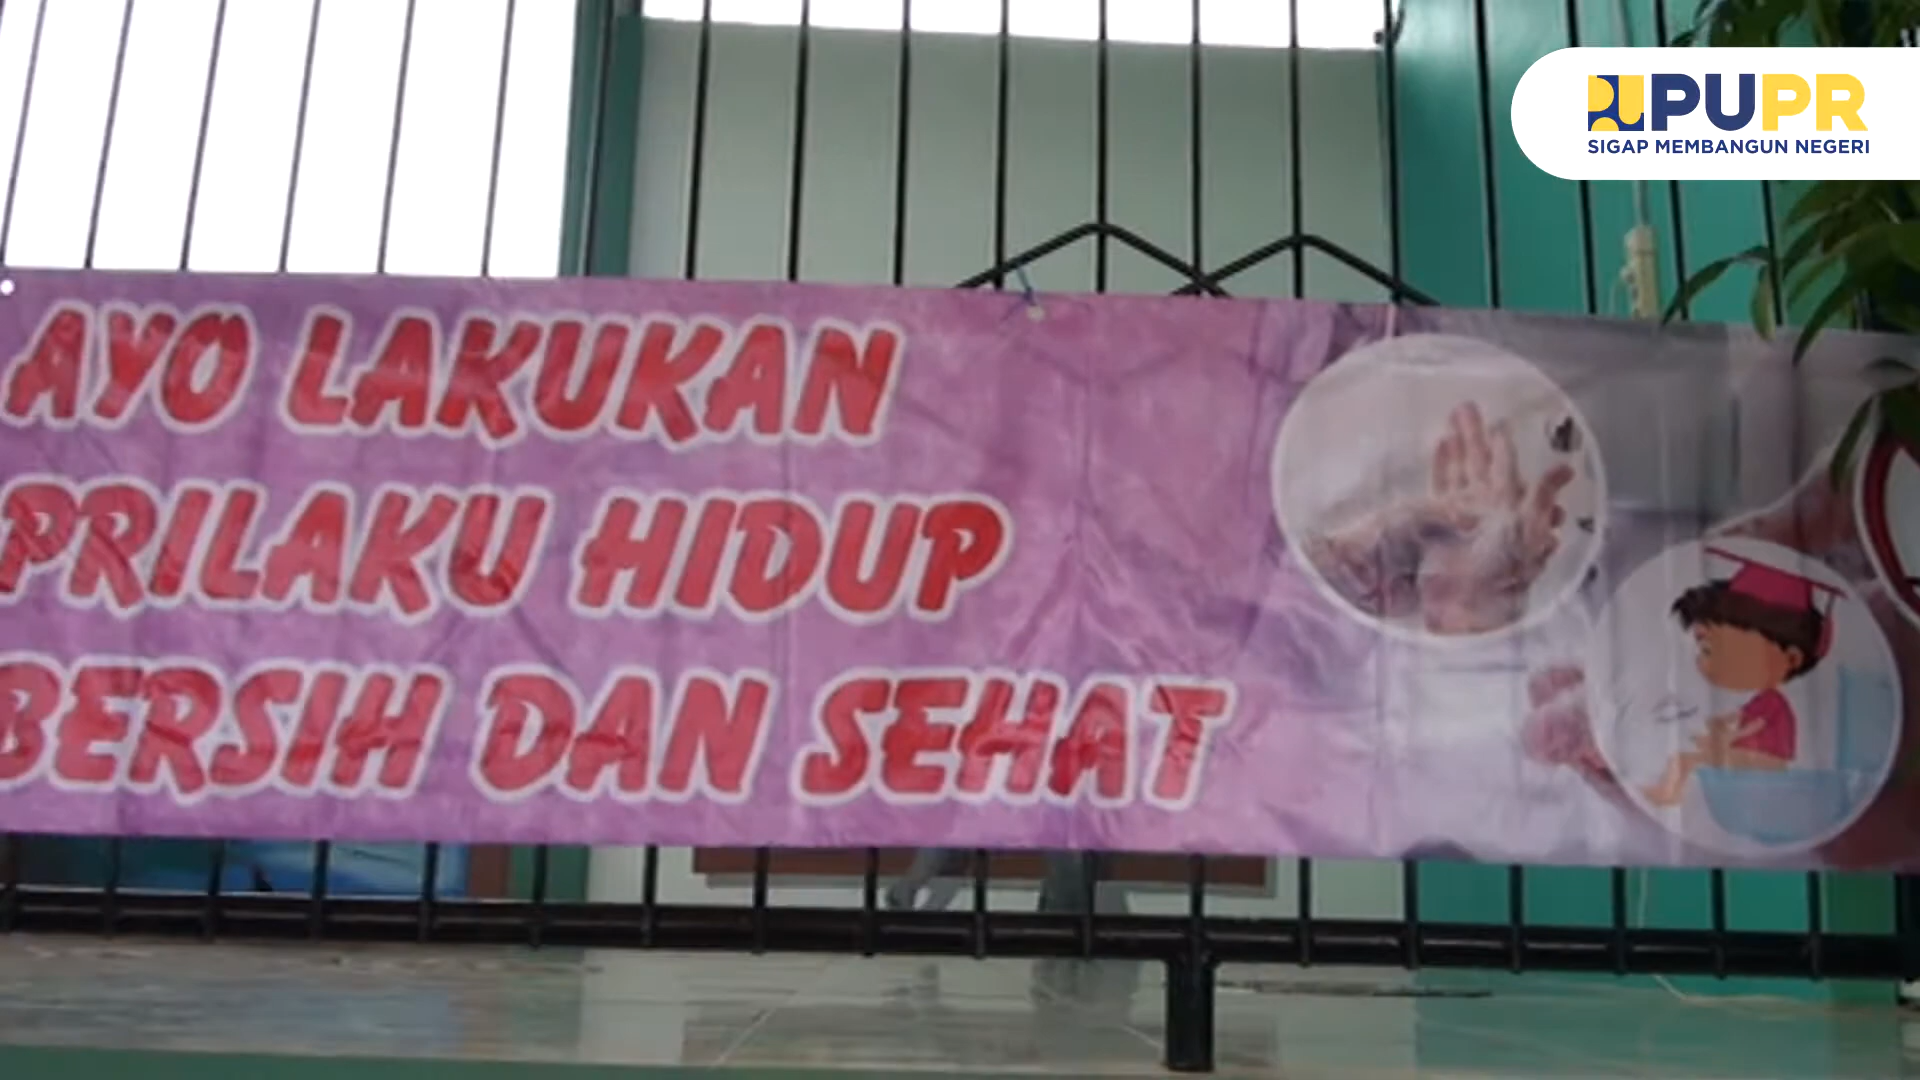 PUPR
SIGAP MEMBANGUN NEGERI
AYO LAKUKAN
PRILAKU HIDUP
BERSIH DAN SEHAT